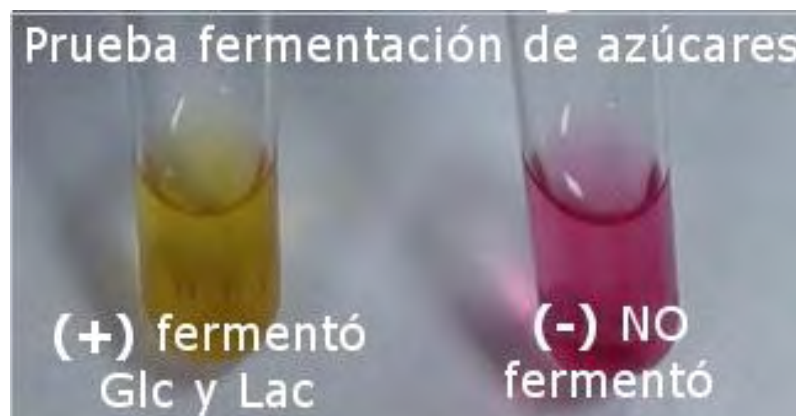 Prueba fermentación de azúcares
(+) fermentó
Glc y Lac
(-) NO
fermentó